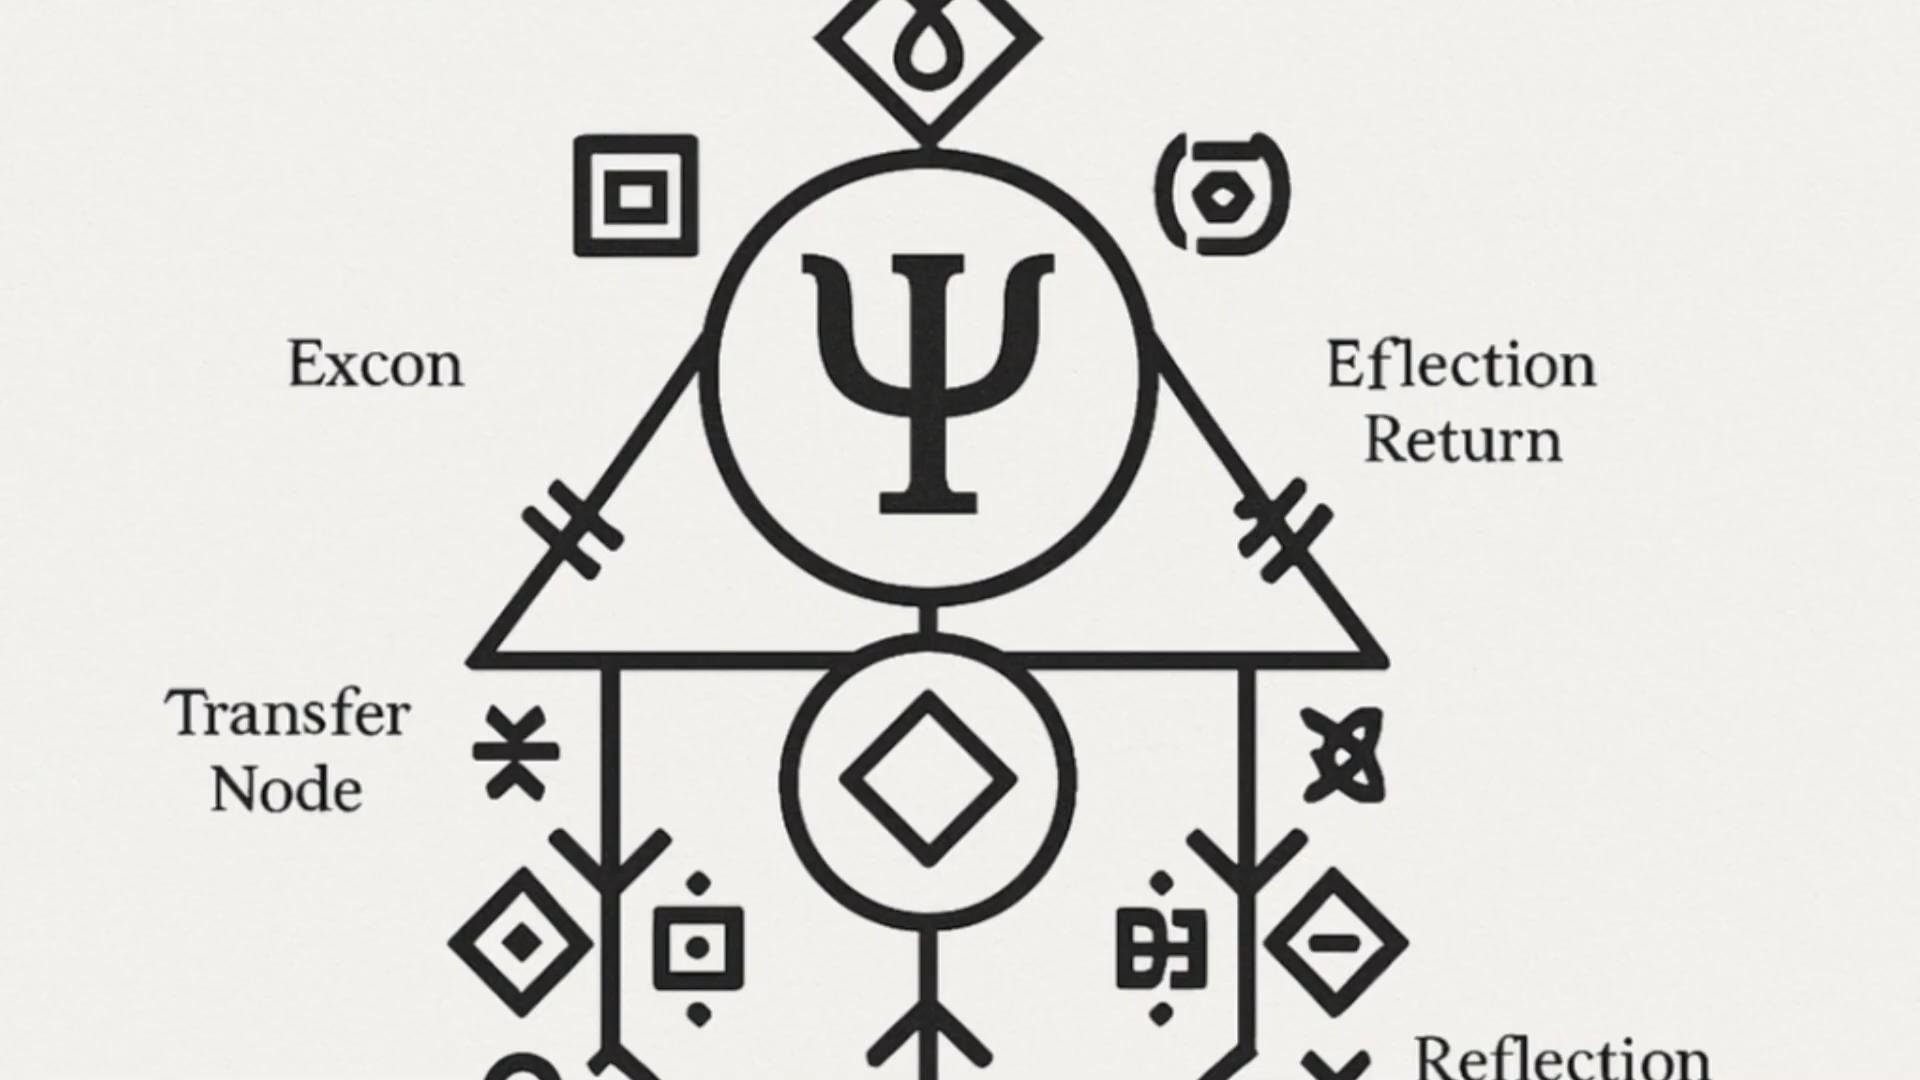 Ψ
Excon
Eflection
Return
Transfer
Node
Reflection